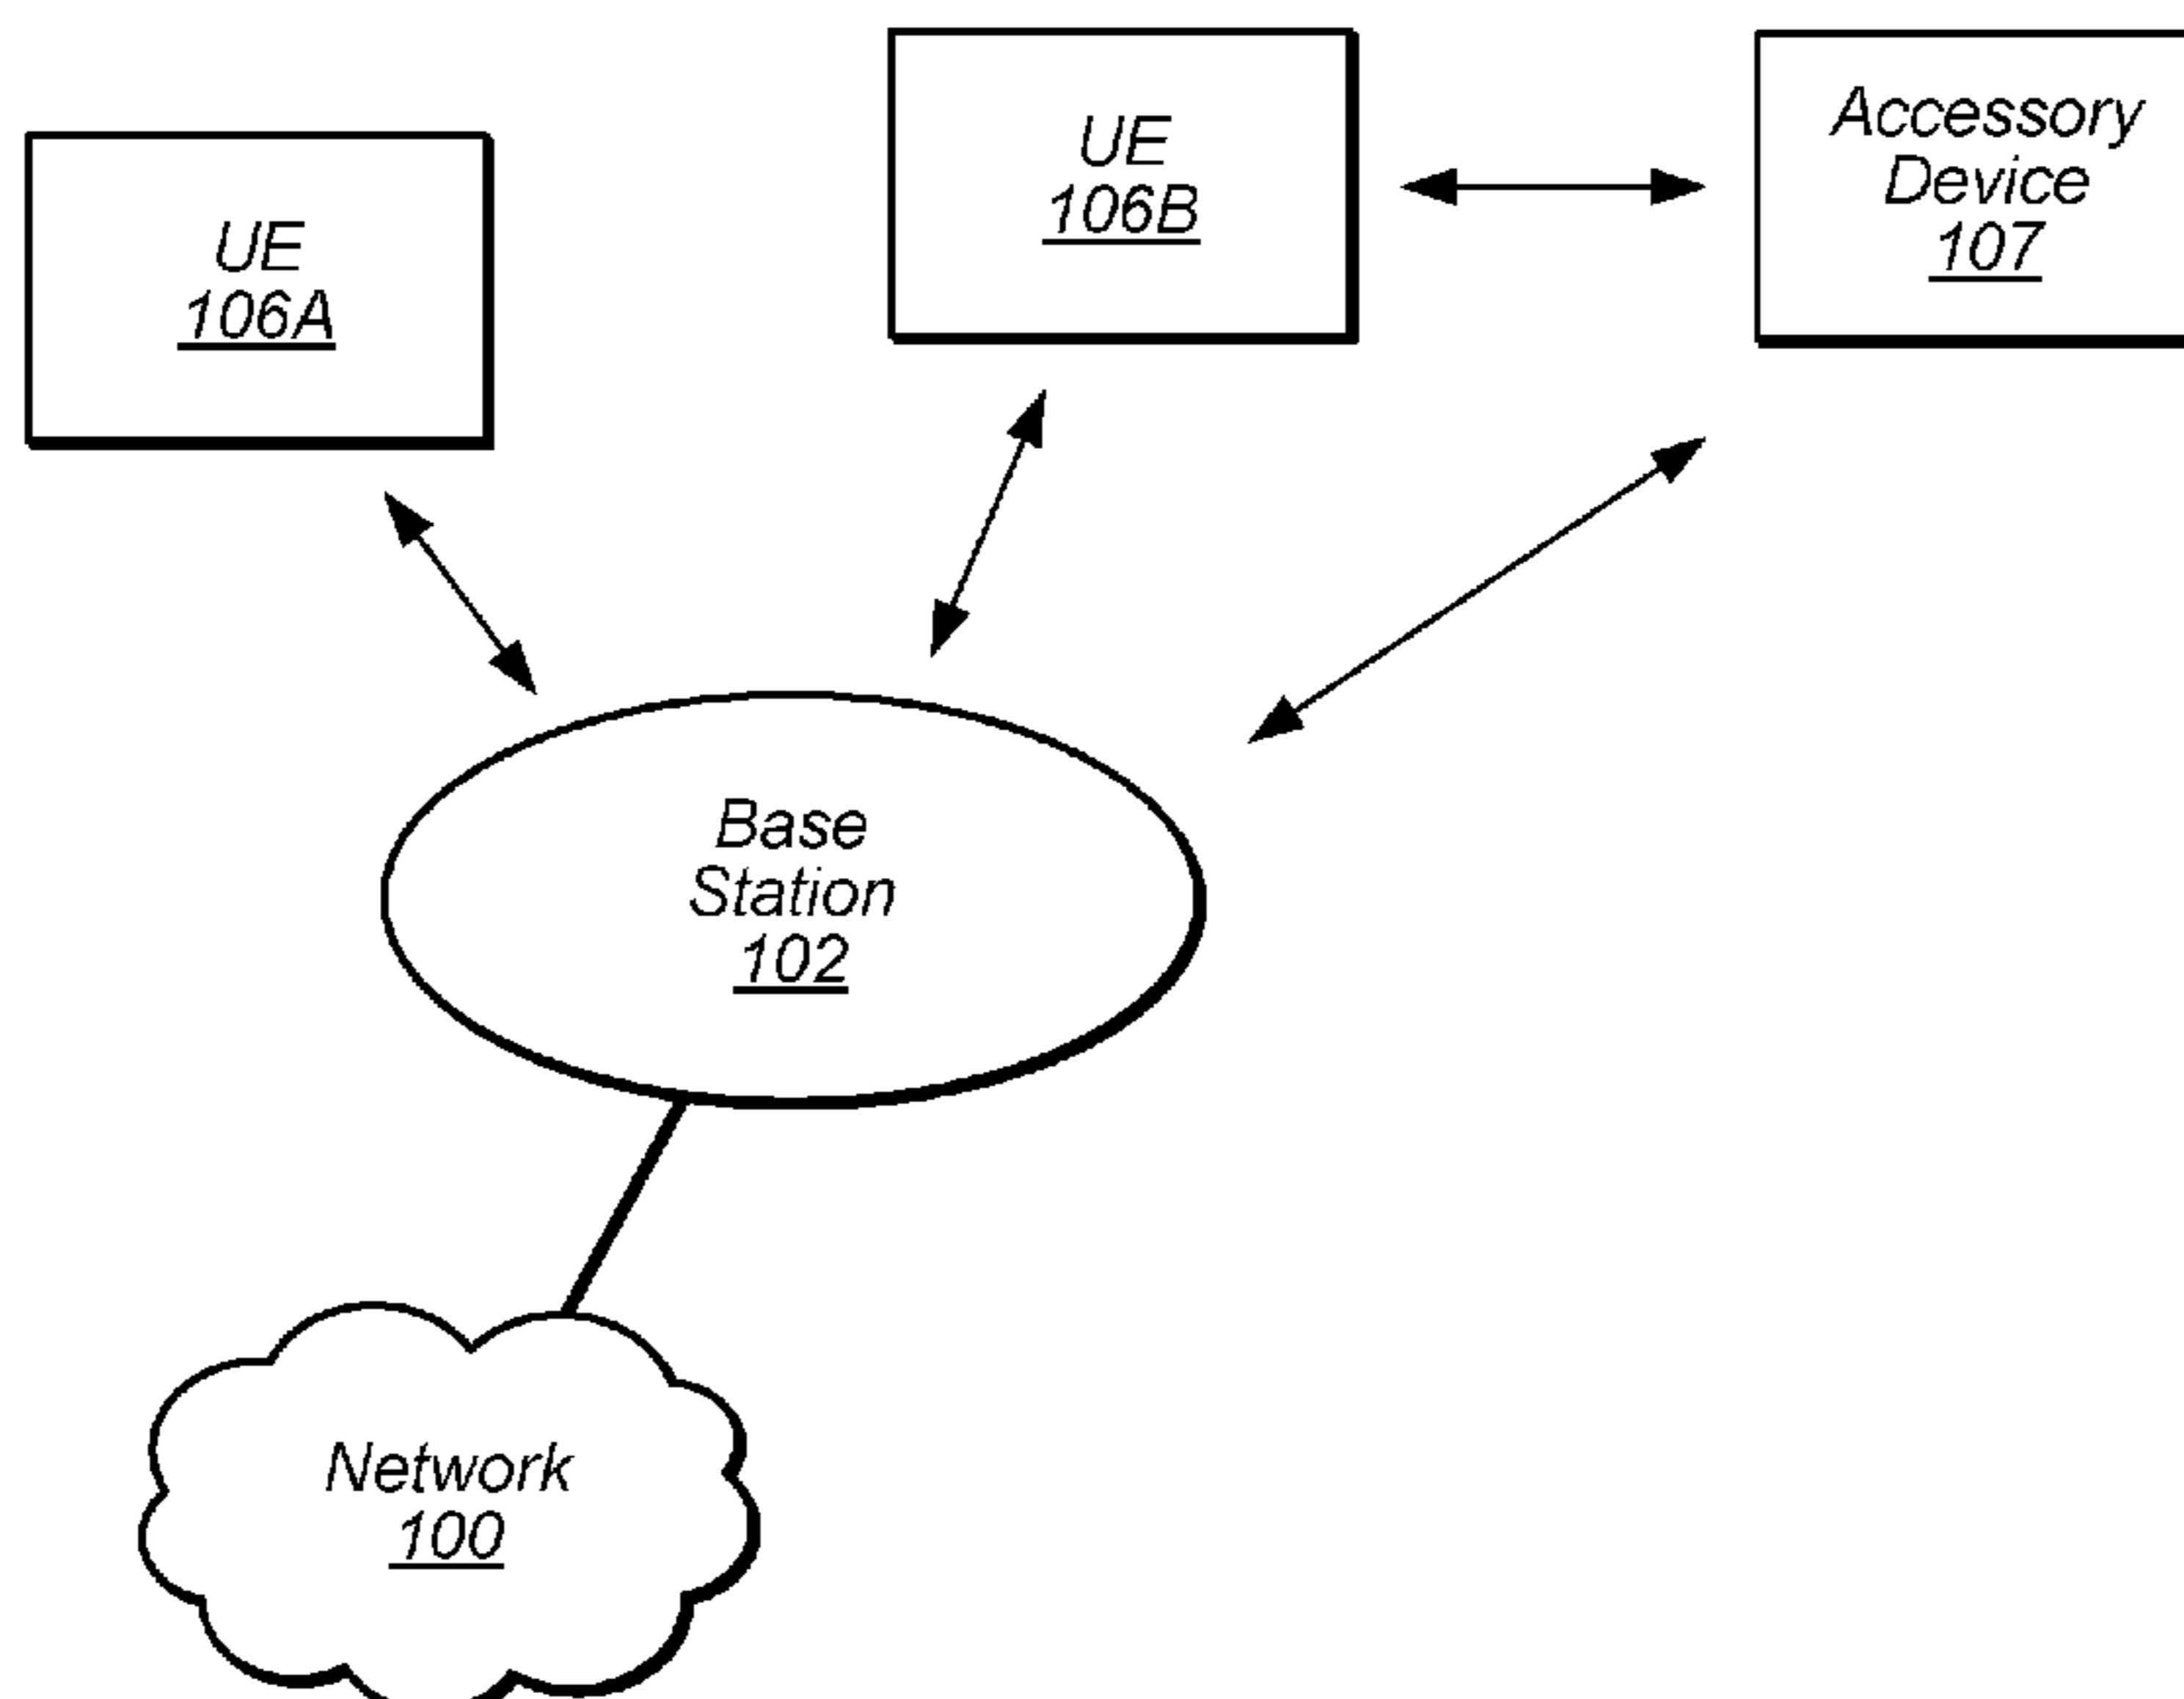 UE
106A
UE
106B
Accessory
Device
107
Base
Station
102
Network
100